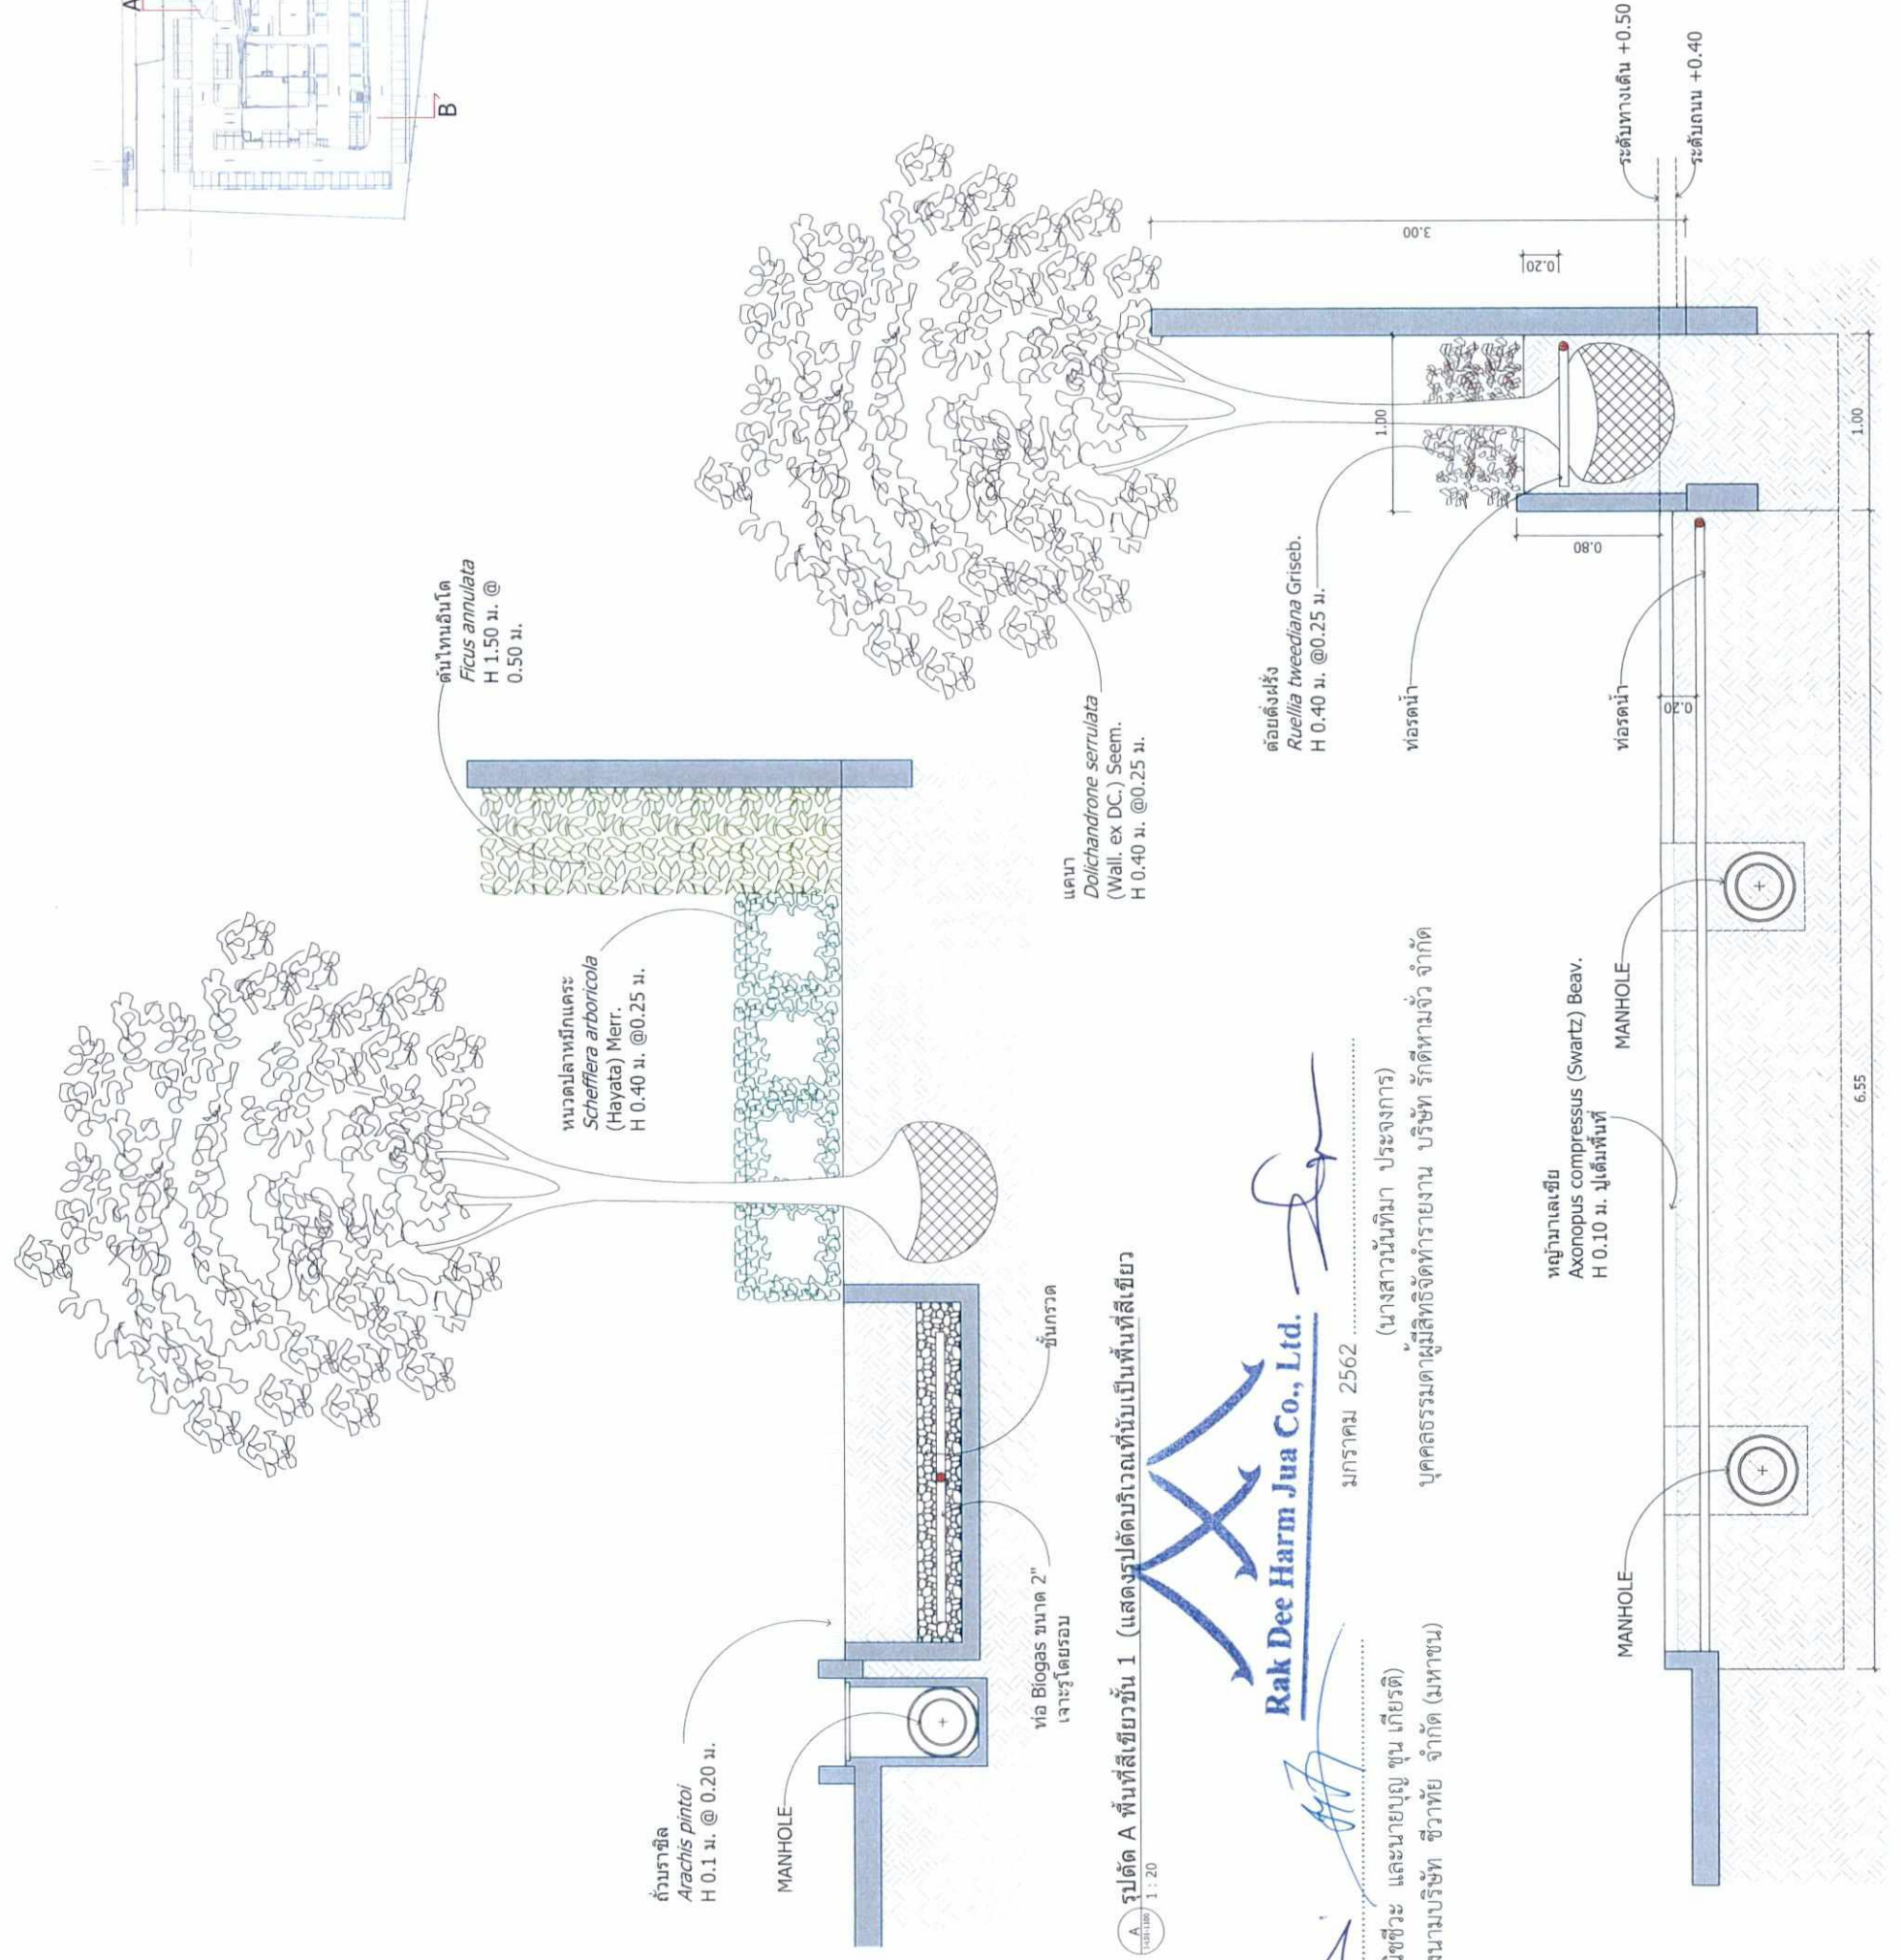 A
B
ต้นไทรอินโด
Ficus annulata
H 1.50 ม. @
0.50 ม.
หนวดปลาหมึกแคระ
Schefflera arboricola
(Hayata) Merr.
H 0.40 ม. @0.25 ม.
ถั่วบราซิล
Arachis pintoi
H 0.1 ม. @ 0.20 ม.
MANHOLE
ท่อ Biogas ขนาด 2"
เจาะรูโดยรอบ
ชั้นกรวด
A
รูปตัด A พื้นที่สีเขียวชั้น 1 (แสดงรูปตัดบริเวณที่นับเป็นพื้นที่สีเขียว
1 : 20
Rak Dee Harm Jua Co., Ltd.
มกราคม 2562
(นางสาวนันทิมา ประจงการ)
บุคคลธรรมดาผู้มีสิทธิจัดทำรายงาน บริษัท รักดีหามจั่ว จำกัด
และนายบุญ ชุน เกียรติ)
บริษัท ชีวาทัย จำกัด (มหาชน)
แคนา
Dolichandrone serrulata
(Wall. ex DC.) Seem.
H 0.40 ม. @0.25 ม.
ต้อยติ่งฝรั่ง
Ruellia tweediana Griseb.
H 0.40 ม. @0.25 ม.
ท่อรดน้ำ
ท่อรดน้ำ
ระดับทางเดิน +0.50
ระดับถนน +0.40
3.00
0.20
1.00
0.80
0.20
1.00
6.55
MANHOLE
MANHOLE
หญ้ามาเลเซีย
Axonopus compressus (Swartz) Beav.
H 0.10 ม. ปูเต็มพื้นที่